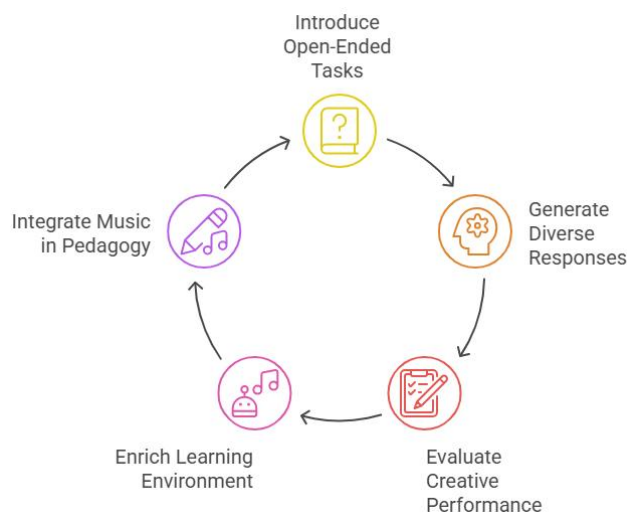 Introduce
Open-Ended
Tasks
Generate
Diverse
Responses
Evaluate
Creative
Performance
Enrich Learning
Environment
Integrate Music
in Pedagogy